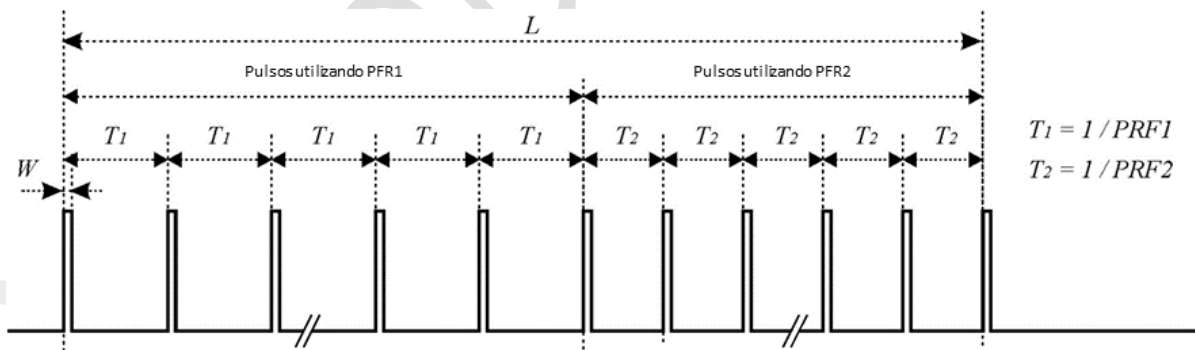 L
Pulsos utilizando PFR1
Pulsos utilizando PFR2
T1 T1 T1 T1 T1 T2 T2 T2 T2 T2
T1 = 1 / PRF1
W
T2 = 1 / PRF2